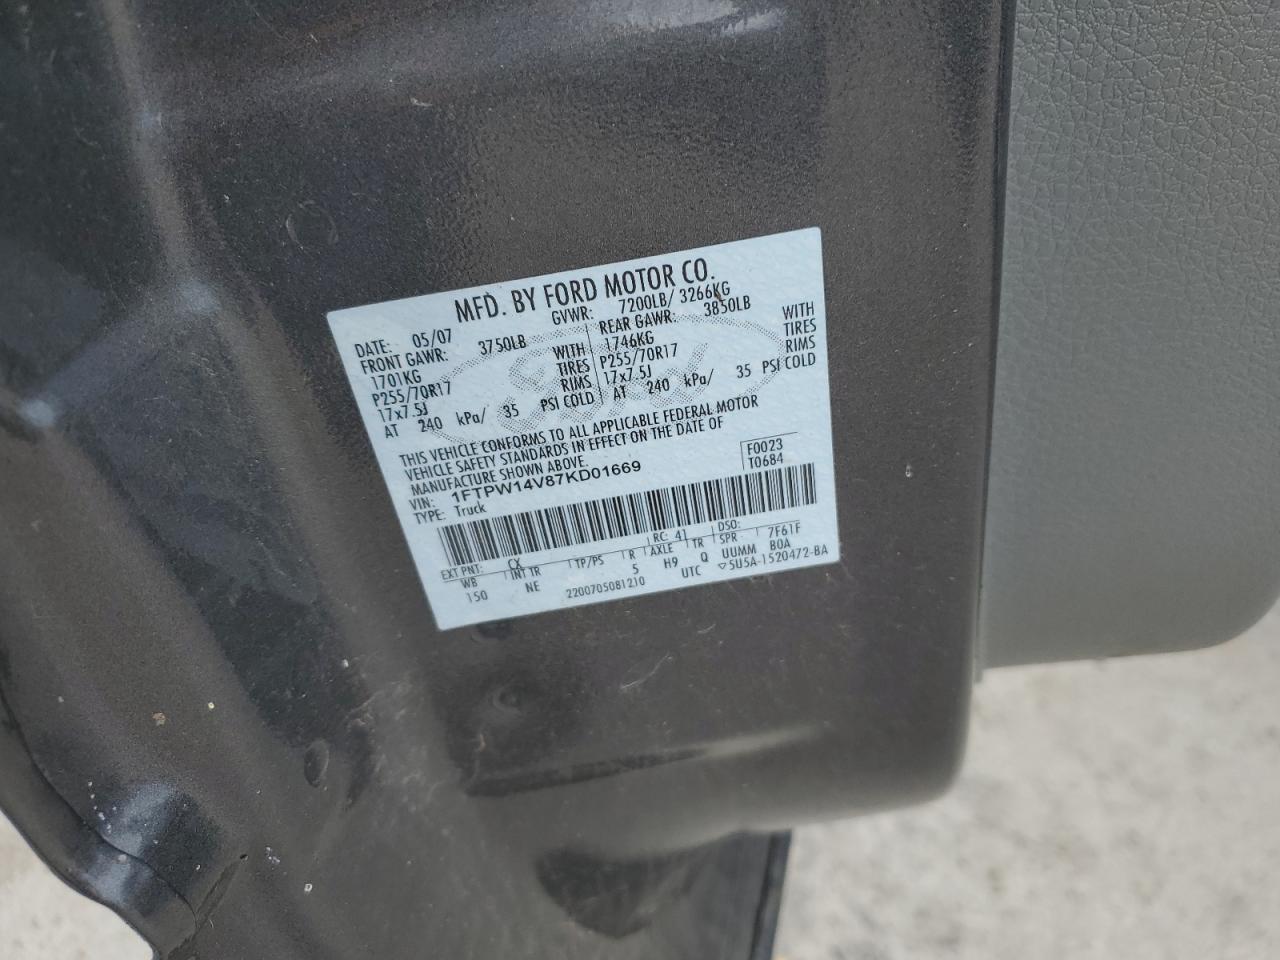 MFD. BY FORD MOTOR CO.
DATE: 05/07 GVWR: 7200LB/ 3266KG
FRONT GAWR: 3750LB REAR GAWR: 3850LB
1701KG WITH 1746KG WITH
P255/70R17 TIRES P255/70R17 TIRES
17x7.5J RIMS 17x7.5J RIMS
AT 240 kPa/ 35 PSI COLD AT 240 kPa/ 35 PSI COLD
THIS VEHICLE CONFORMS TO ALL APPLICABLE FEDERAL MOTOR
VEHICLE SAFETY STANDARDS IN EFFECT ON THE DATE OF
MANUFACTURE SHOWN ABOVE.
VIN: 1FTPW14V87KD01669 F0023
TYPE: Truck T0684
EXT PNT: CX RC: 41 DSO:
WB INT TR TP/PS R AXLE TR SPR 7F61F
150 NE 5 H9 Q UUMM BOA
2200705081210 UTC ▽5U5A-1520472-BA